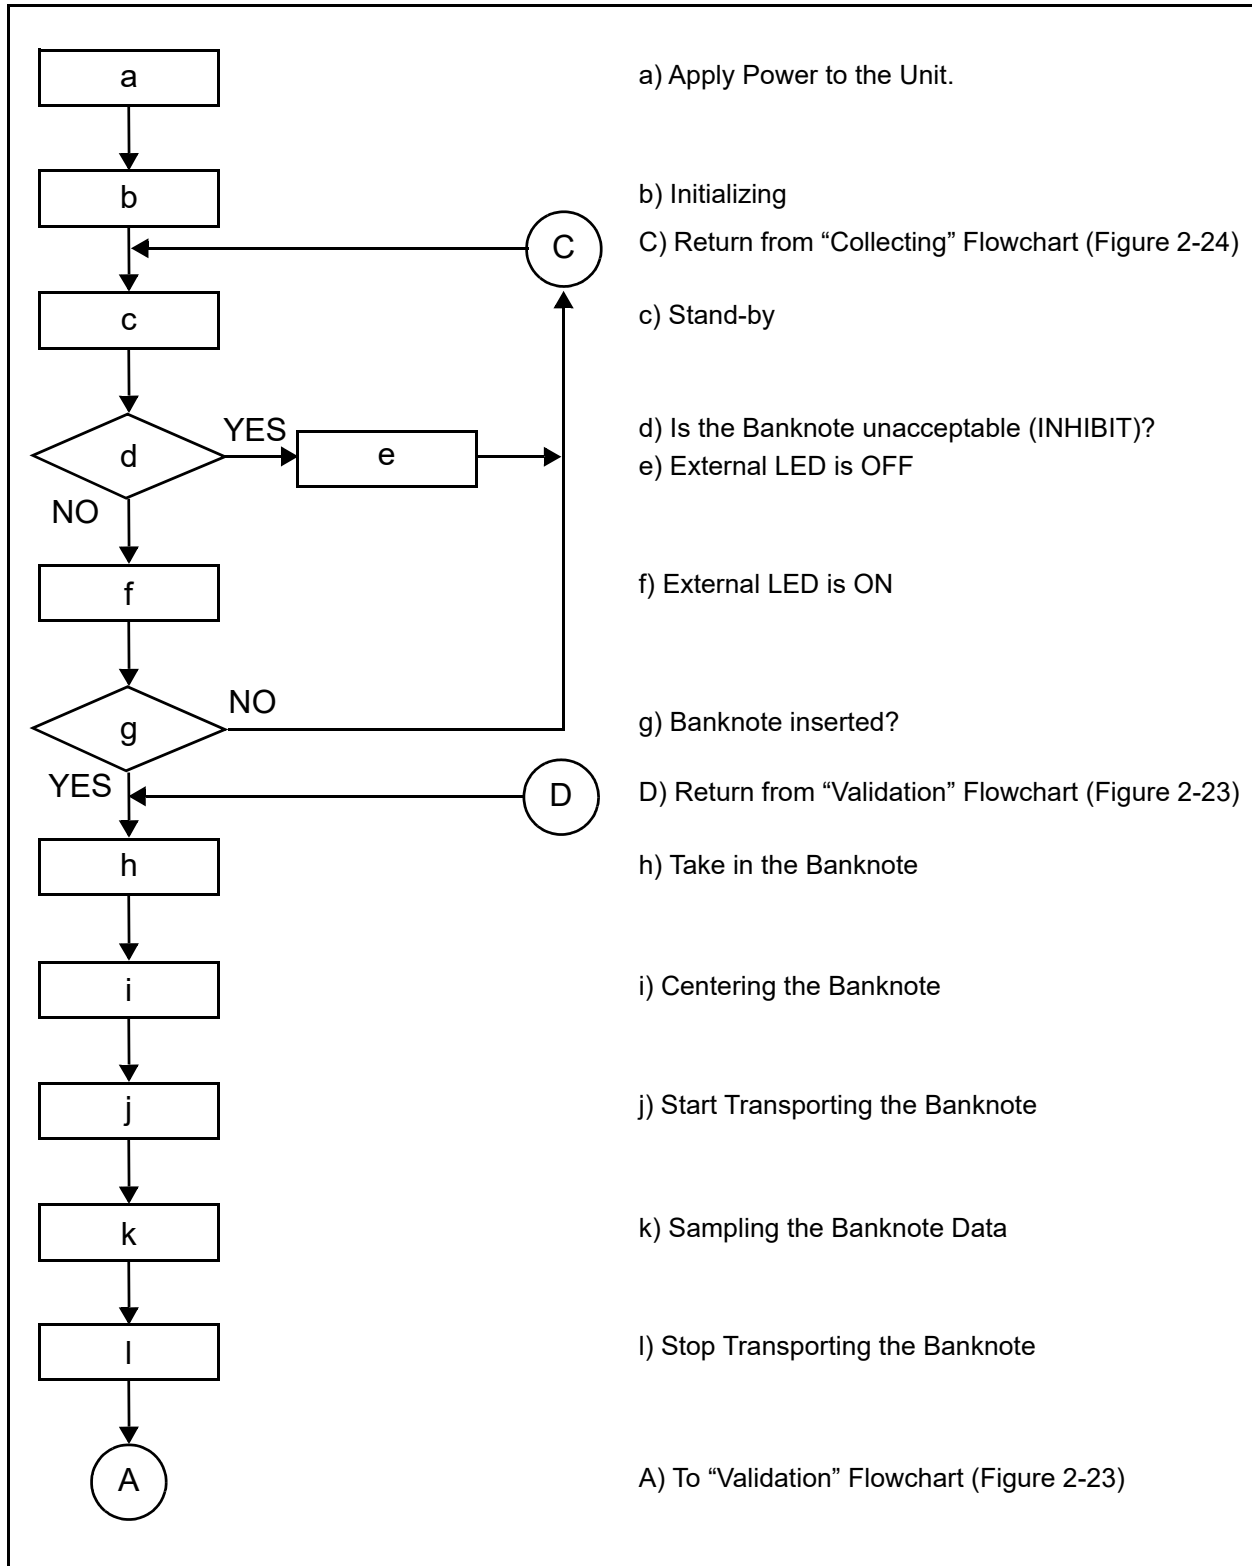 a
a) Apply Power to the Unit.
b
b) Initializing
C
C) Return from “Collecting” Flowchart (Figure 2-24)
c
c) Stand-by
YES
d
d) Is the Banknote unacceptable (INHIBIT)?
e
e) External LED is OFF
NO
f
f) External LED is ON
NO
g
g) Banknote inserted?
YES
D
D) Return from “Validation” Flowchart (Figure 2-23)
h
h) Take in the Banknote
i
i) Centering the Banknote
j
j) Start Transporting the Banknote
k
k) Sampling the Banknote Data
l
l) Stop Transporting the Banknote
A
A) To “Validation” Flowchart (Figure 2-23)